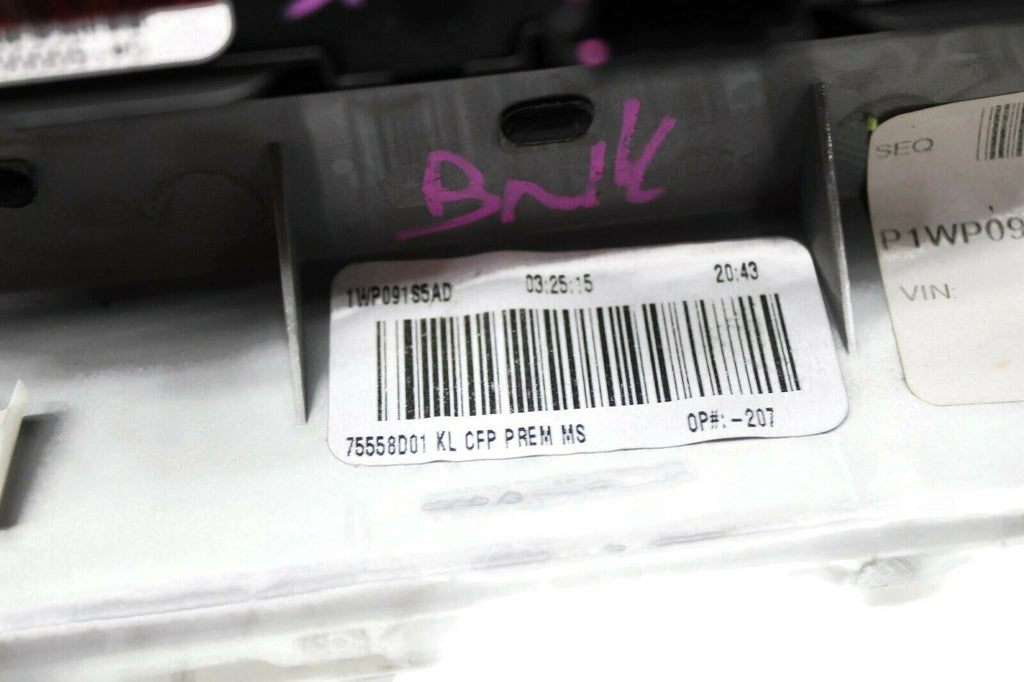 BNK
1WP091S5AD 03:25:15 20:43
75558D01 KL CFP PREM MS OP#: -207
SEQ
P1WP09
VIN: